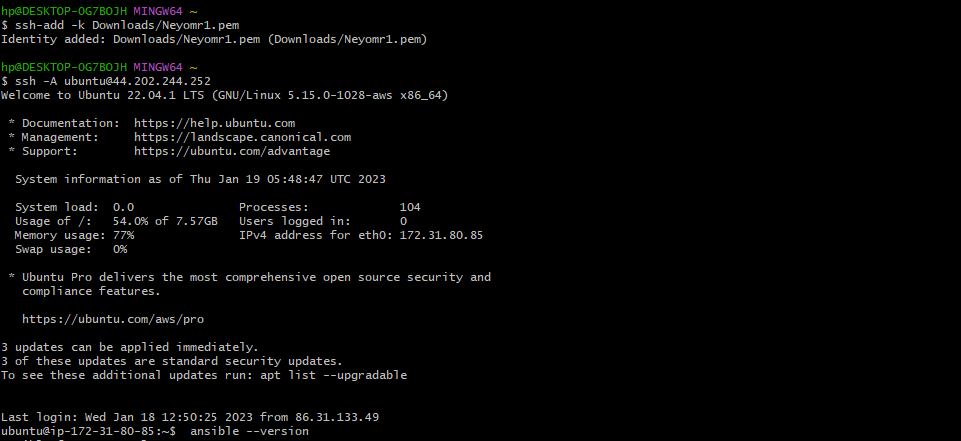 hp@DESKTOP-OG7BOJH MINGW64 ~
$ ssh-add -k Downloads/Neyomr1.pem
Identity added: Downloads/Neyomr1.pem (Downloads/Neyomr1.pem)
hp@DESKTOP-OG7BOJH MINGW64 ~
$ ssh -A ubuntu@44.202.244.252
Welcome to Ubuntu 22.04.1 LTS (GNU/Linux 5.15.0-1028-aws x86_64)
* Documentation:  https://help.ubuntu.com
* Management:     https://landscape.canonical.com
* Support:        https://ubuntu.com/advantage
System information as of Thu Jan 19 05:48:47 UTC 2023
System load:  0.0               Processes:             104
Usage of /:   54.0% of 7.57GB   Users logged in:       0
Memory usage: 77%               IPv4 address for eth0: 172.31.80.85
Swap usage:   0%
* Ubuntu Pro delivers the most comprehensive open source security and
compliance features.
https://ubuntu.com/aws/pro
3 updates can be applied immediately.
3 of these updates are standard security updates.
To see these additional updates run: apt list --upgradable
Last login: Wed Jan 18 12:50:25 2023 from 86.31.133.49
ubuntu@ip-172-31-80-85:~$  ansible --version